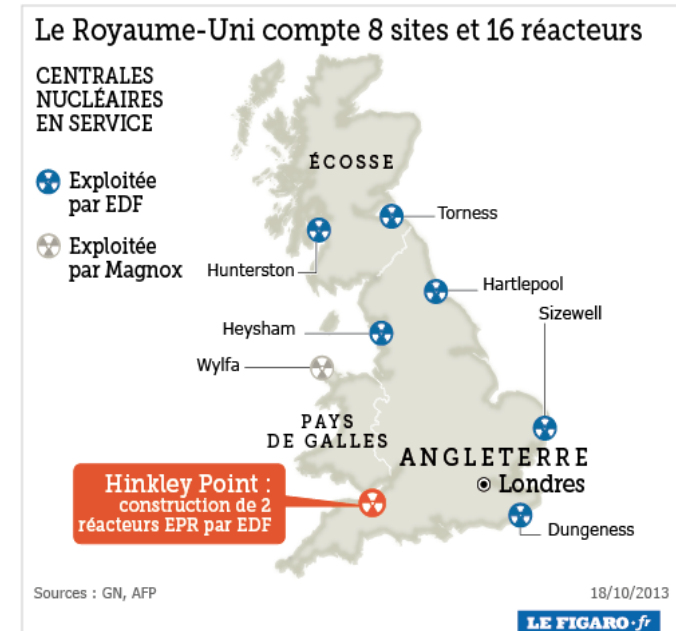 Le Royaume-Uni compte 8 sites et 16 réacteurs
CENTRALES
NUCLÉAIRES
EN SERVICE
Exploitée
par EDF
Exploitée
par Magnox
ÉCOSSE
Torness
Hunterston
Hartlepool
Sizewell
Heysham
Wylfa
PAYS
DE GALLES
ANGLETERRE
Londres
Hinkley Point :
construction de 2
réacteurs EPR par EDF
Dungeness
Sources : GN, AFP
18/10/2013
LE FIGARO·fr